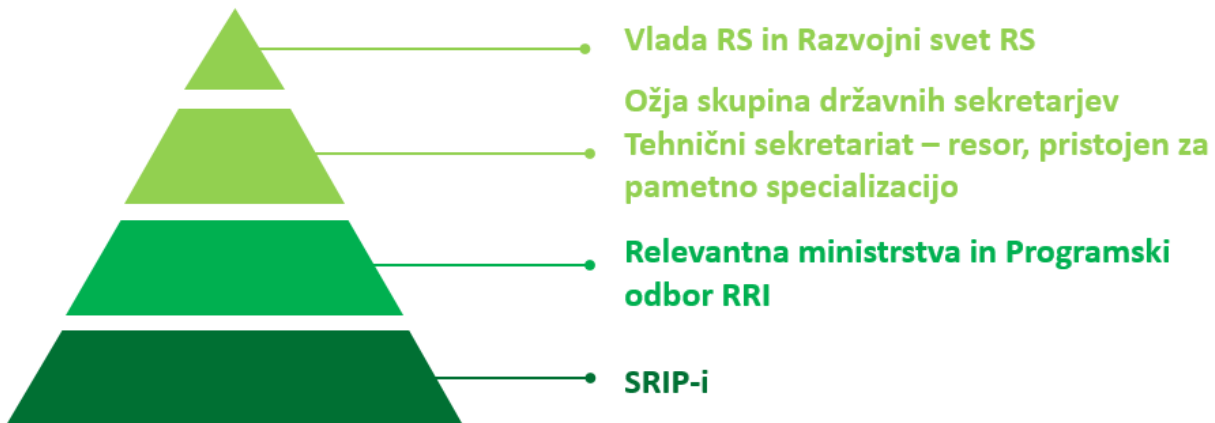 Vlada RS in Razvojni svet RS
Ožja skupina državnih sekretarjev
Tehnični sekretariat – resor, pristojen za
pametno specializacijo
Relevantna ministrstva in Programski
odbor RRI
SRIP-i